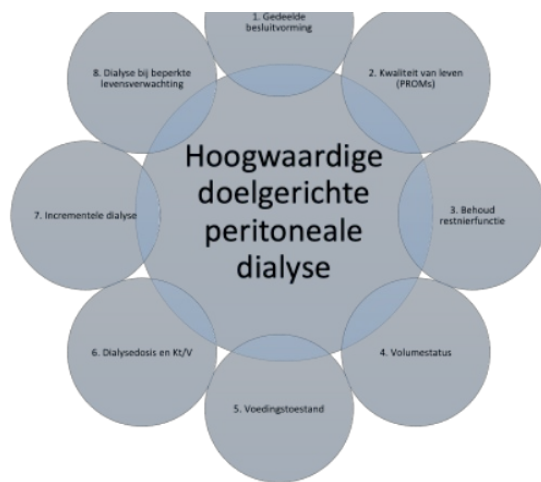 1. Gedeelde
besluitvorming
2. Kwaliteit van leven
(PROMs)
3. Behoud
restnierfunctie
4. Volumestatus
5. Voedingstoestand
6. Dialysedosis en Kt/V
7. Incrementele dialyse
8. Dialyse bij beperkte
levensverwachting
Hoogwaardige
doelgerichte
peritoneale
dialyse